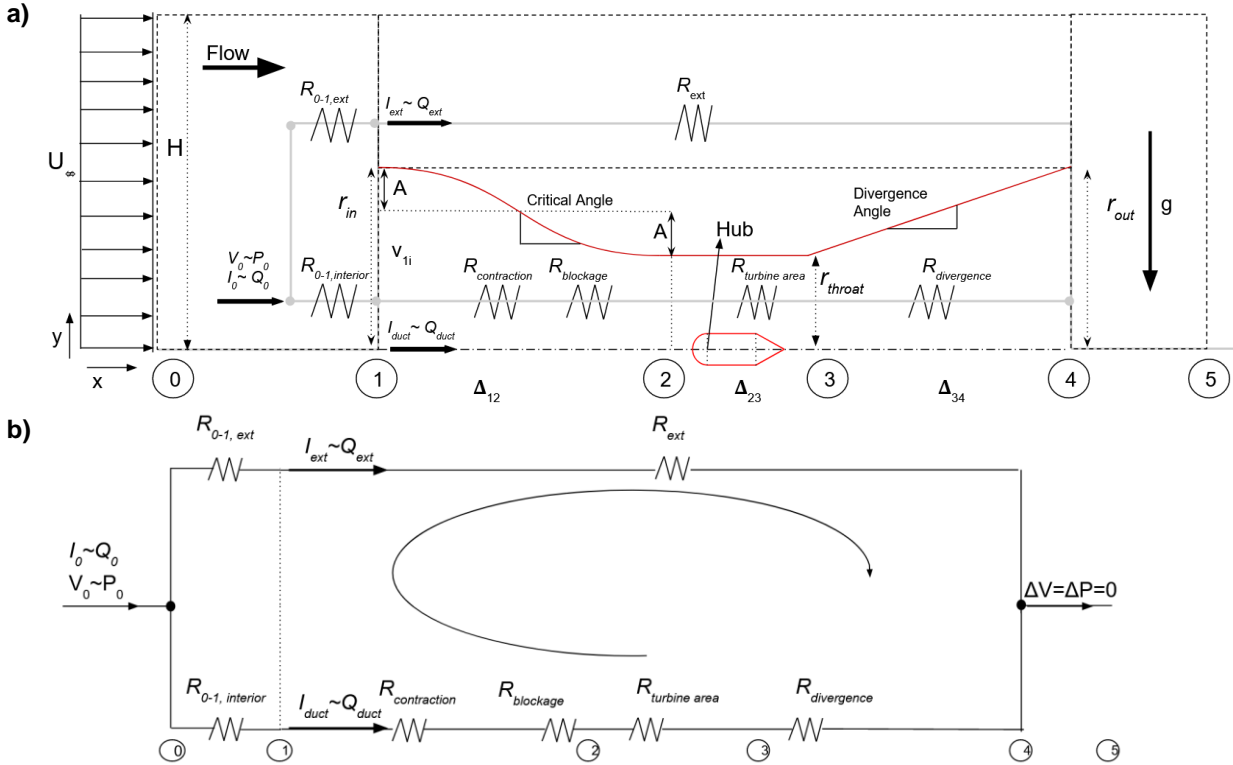 a)
Flow
H
U∞
R0-1,ext
Iext~ Qext
Rext
A
Critical Angle
Divergence
Angle
rin
A
Hub
rout
g
v1i
V0~P0
I0~ Q0
R0-1,interior
Rcontraction
Rblockage
Rturbine area
rthroat
Rdivergence
y
Iduct~ Qduct
x
0
1
Δ12
2
Δ23
3
Δ34
4
5
b)
R0-1, ext
Iext~Qext
Rext
I0~Q0
V0~P0
ΔV=ΔP=0
R0-1, interior
Iduct~Qduct
Rcontraction
Rblockage
Rturbine area
Rdivergence
0
1
2
3
4
5